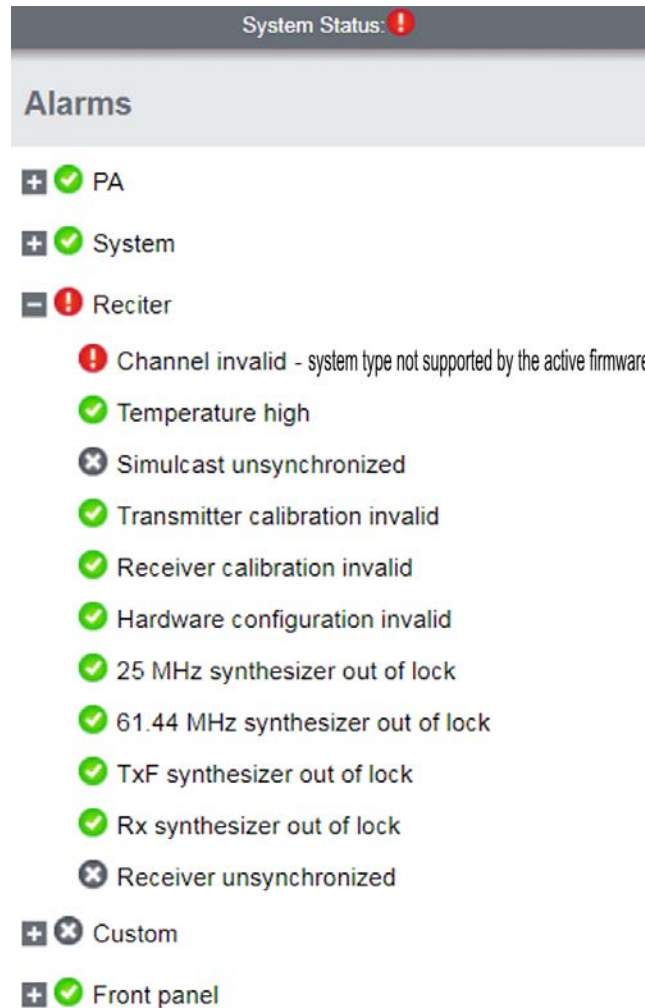 System Status:
Alarms
PA
System
Reciter
Channel invalid - system type not supported by the active firmware
Temperature high
Simulcast unsynchronized
Transmitter calibration invalid
Receiver calibration invalid
Hardware configuration invalid
25 MHz synthesizer out of lock
61.44 MHz synthesizer out of lock
TxF synthesizer out of lock
Rx synthesizer out of lock
Receiver unsynchronized
Custom
Front panel